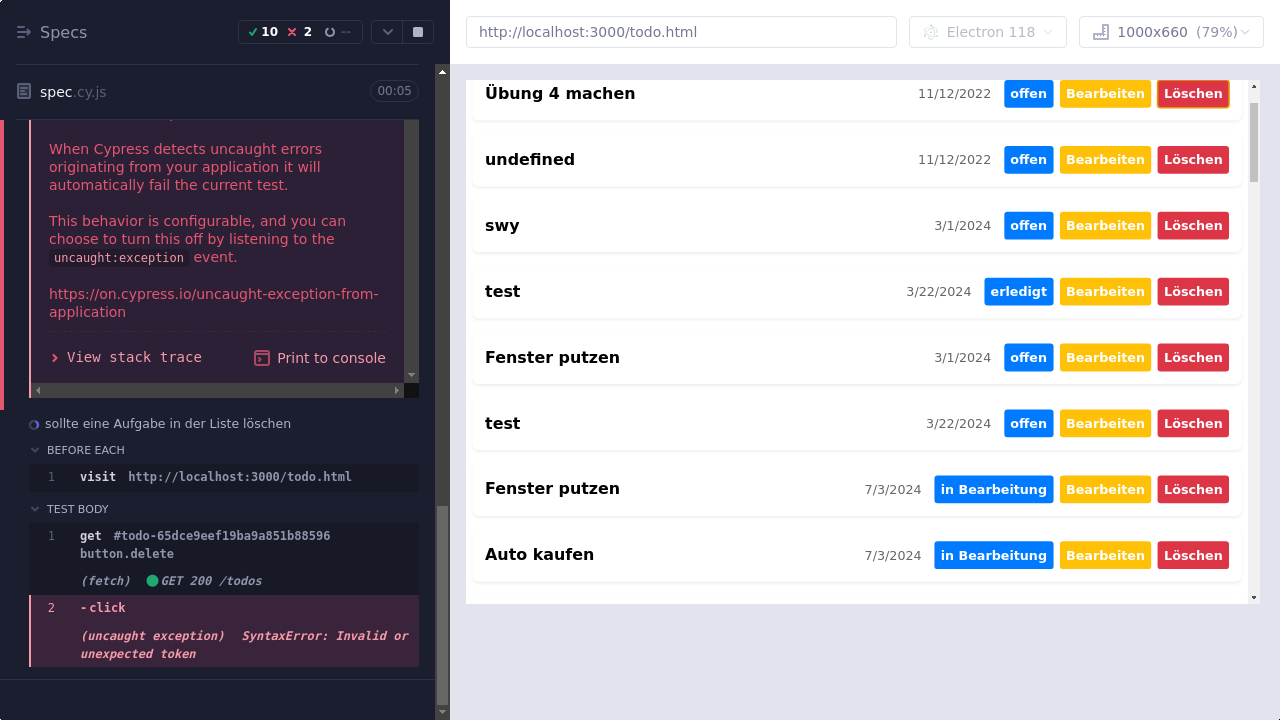 Specs
10 2 --
spec.cy.js 00:05
When Cypress detects uncaught errors
originating from your application it will
automatically fail the current test.
This behavior is configurable, and you can
choose to turn this off by listening to the
uncaught:exception event.
https://on.cypress.io/uncaught-exception-from-
application
View stack trace Print to console
sollte eine Aufgabe in der Liste löschen
BEFORE EACH
1 visit http://localhost:3000/todo.html
TEST BODY
1 get #todo-65dce9eef19ba9a851b88596
button.delete
(fetch) GET 200 /todos
2 -click
(uncaught exception) SyntaxError: Invalid or
unexpected token
http://localhost:3000/todo.html Electron 118 1000x660 (79%)
Übung 4 machen 11/12/2022 offen Bearbeiten Löschen
undefined 11/12/2022 offen Bearbeiten Löschen
swy 3/1/2024 offen Bearbeiten Löschen
test 3/22/2024 erledigt Bearbeiten Löschen
Fenster putzen 3/1/2024 offen Bearbeiten Löschen
test 3/22/2024 offen Bearbeiten Löschen
Fenster putzen 7/3/2024 in Bearbeitung Bearbeiten Löschen
Auto kaufen 7/3/2024 in Bearbeitung Bearbeiten Löschen